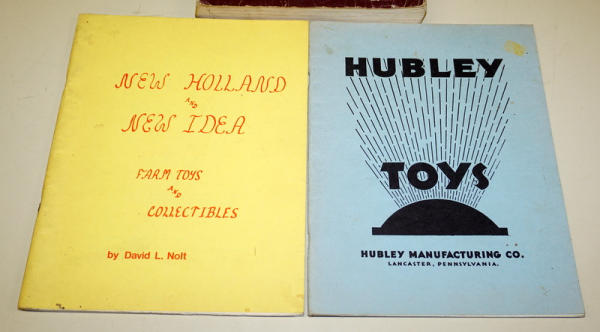 NEW HOLLAND
AND
NEW IDEA
FARM TOYS
AND
COLLECTIBLES
by David L. Nolt
HUBLEY
TOYS
HUBLEY MANUFACTURING CO.
LANCASTER, PENNSYLVANIA.